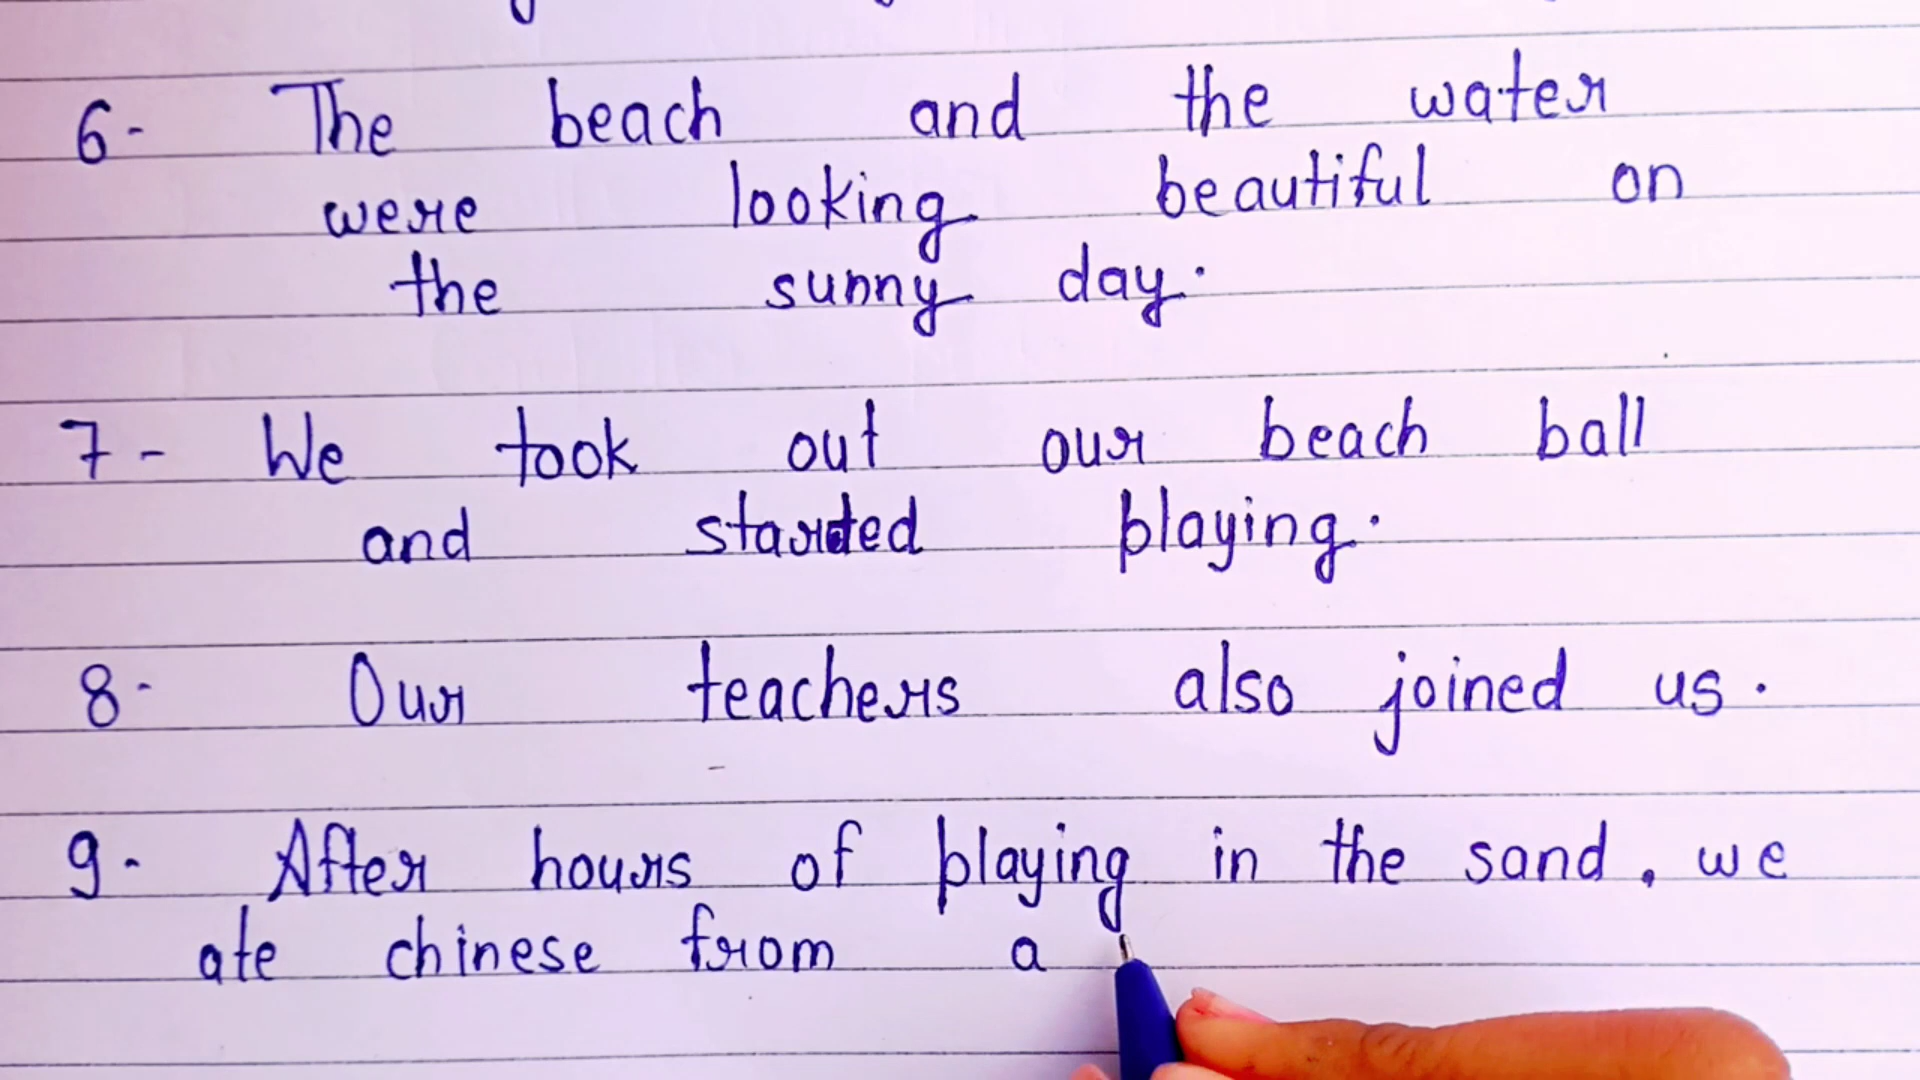 6- The beach and the water
were looking beautiful on
the sunny day.
7- We took out our beach ball
and started playing.
8- Our teachers also joined us.
9- After hours of playing in the sand, we
ate chinese from a